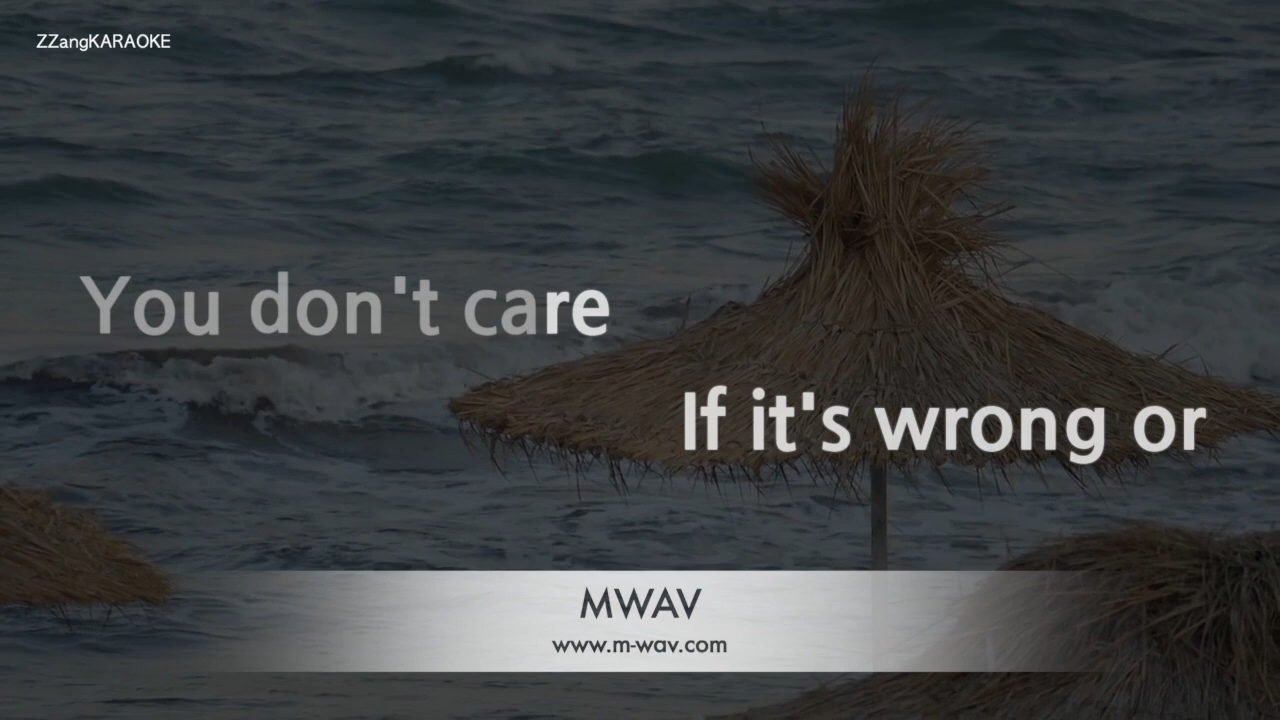 ZZangKARAOKE
You don't care
If it's wrong or
MWAV
www.m-wav.com